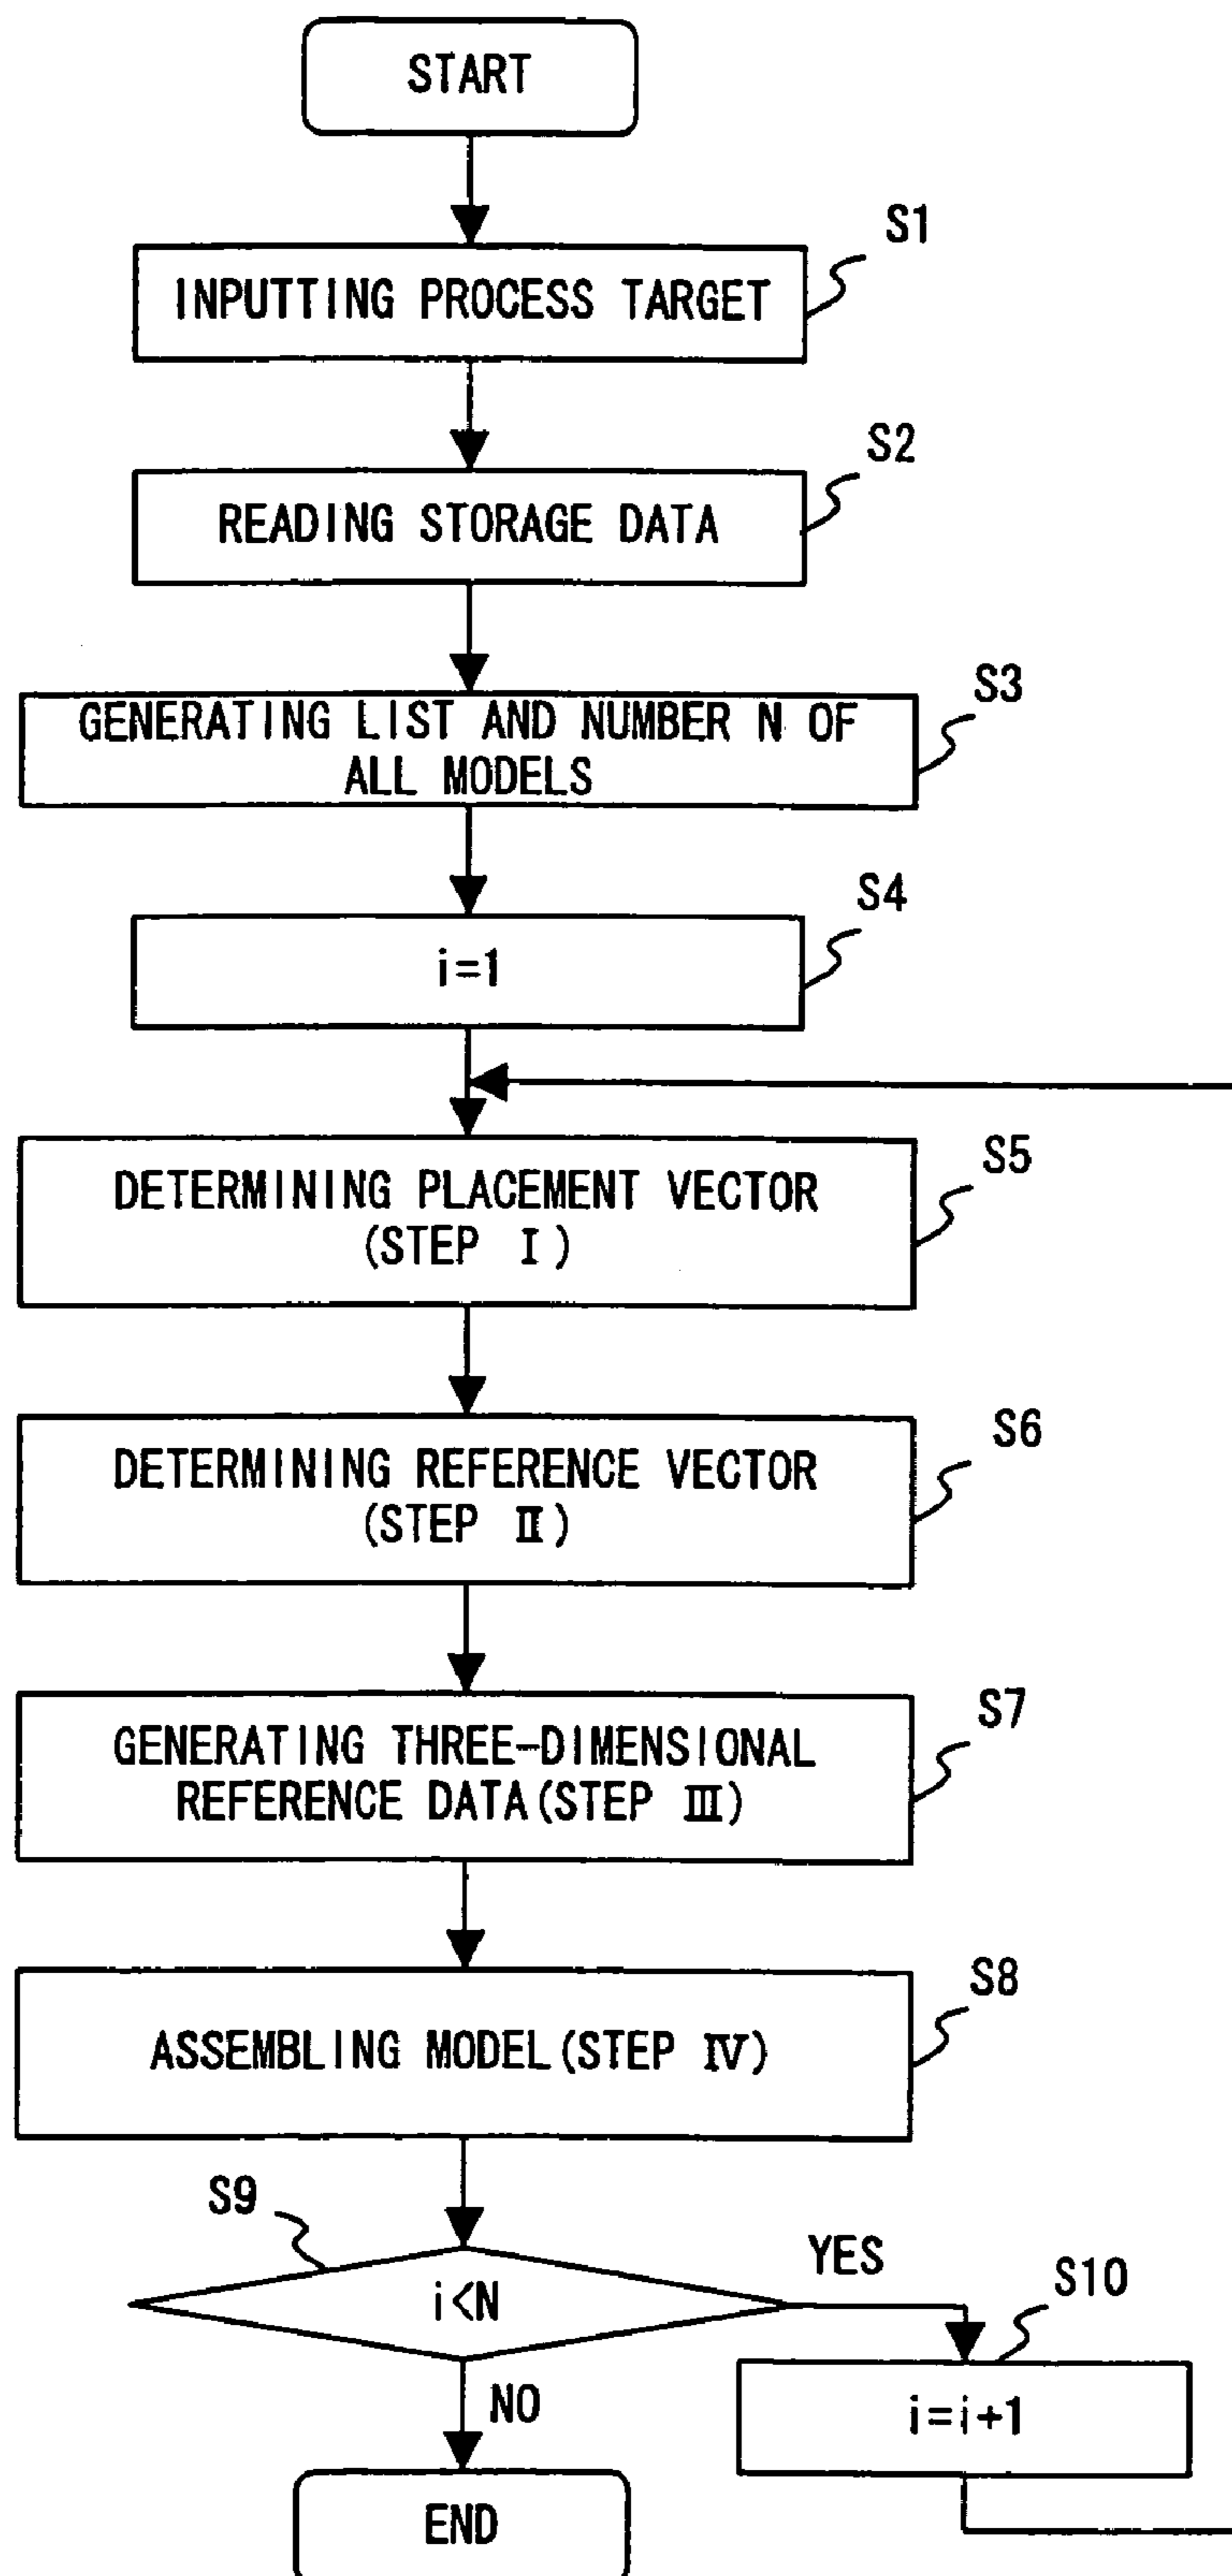 START
S1
INPUTTING PROCESS TARGET
S2
READING STORAGE DATA
S3
GENERATING LIST AND NUMBER N OF
ALL MODELS
S4
i=1
S5
DETERMINING PLACEMENT VECTOR
(STEP I)
S6
DETERMINING REFERENCE VECTOR
(STEP II)
S7
GENERATING THREE-DIMENSIONAL
REFERENCE DATA(STEP III)
S8
ASSEMBLING MODEL(STEP IV)
S9
i<N
YES
S10
i=i+1
NO
END